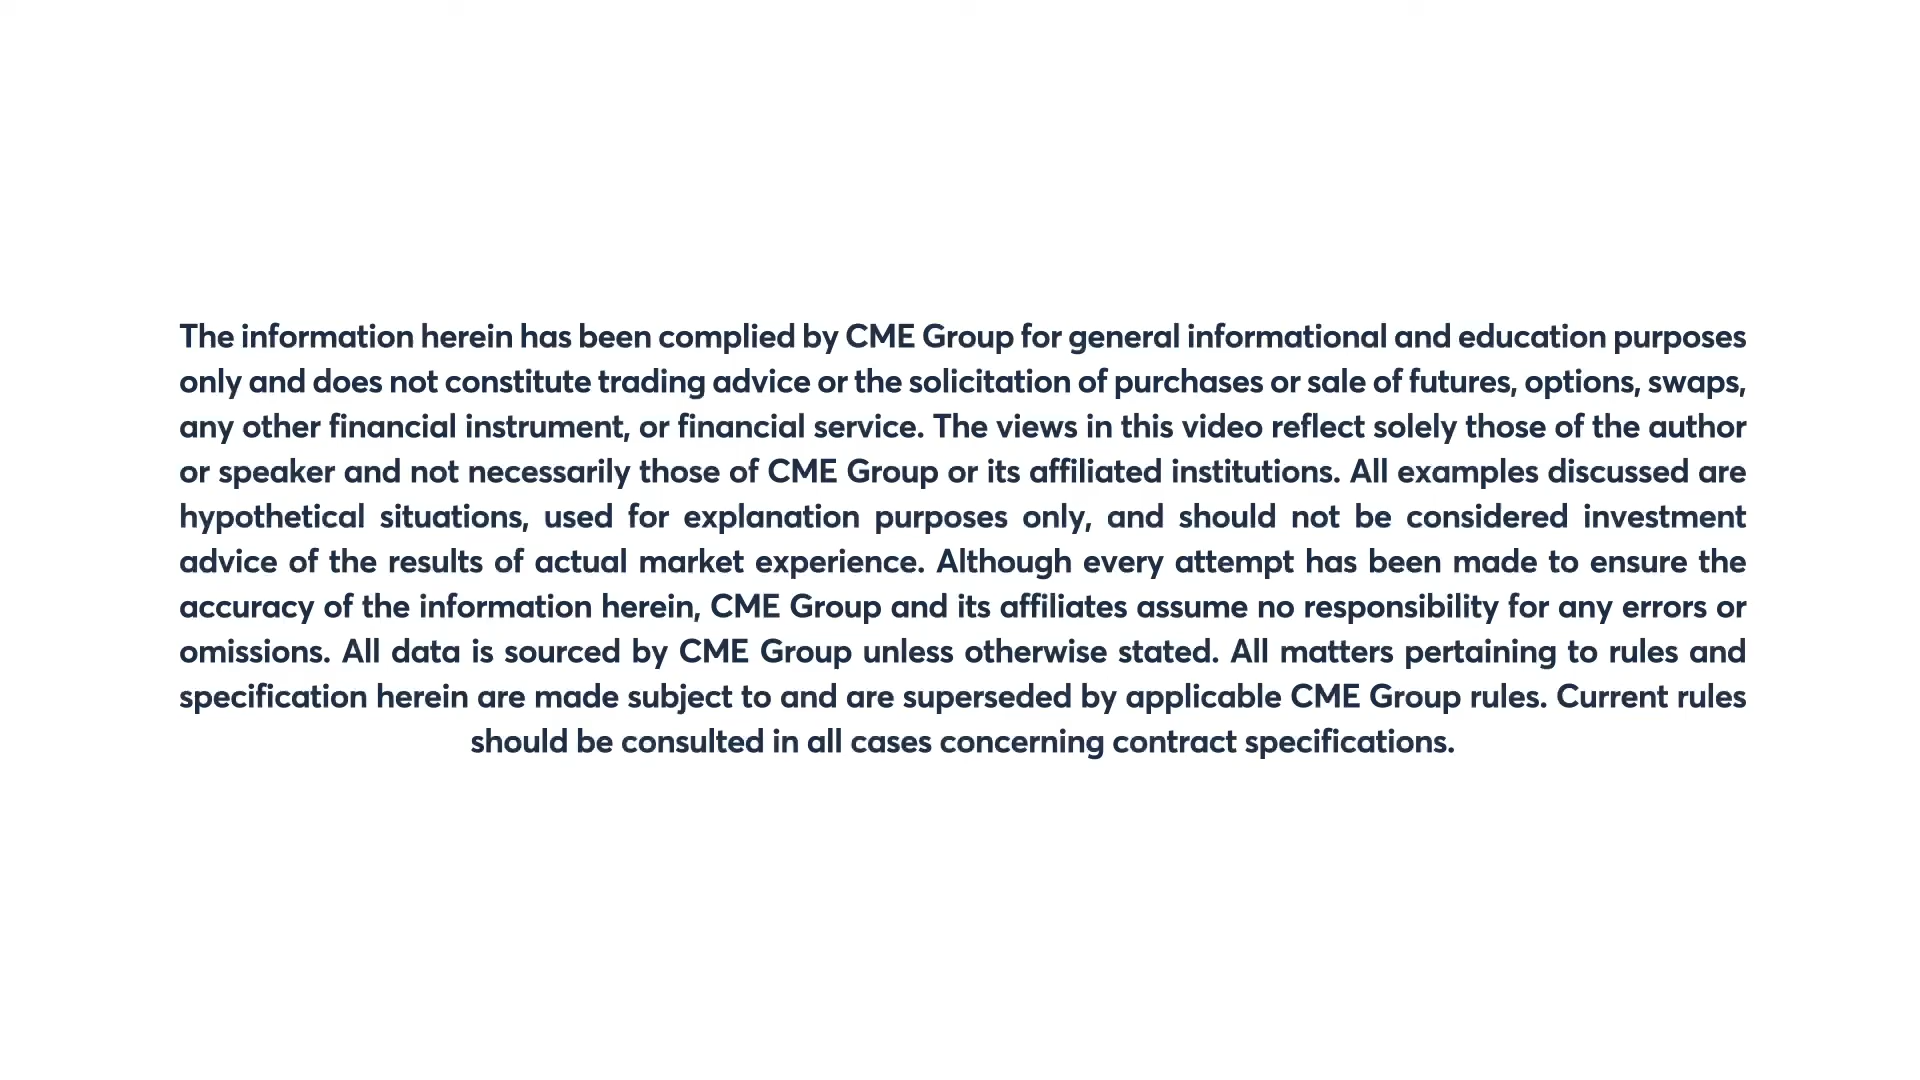 The information herein has been complied by CME Group for general informational and education purposes
only and does not constitute trading advice or the solicitation of purchases or sale of futures, options, swaps,
any other financial instrument, or financial service. The views in this video reflect solely those of the author
or speaker and not necessarily those of CME Group or its affiliated institutions. All examples discussed are
hypothetical situations, used for explanation purposes only, and should not be considered investment
advice of the results of actual market experience. Although every attempt has been made to ensure the
accuracy of the information herein, CME Group and its affiliates assume no responsibility for any errors or
omissions. All data is sourced by CME Group unless otherwise stated. All matters pertaining to rules and
specification herein are made subject to and are superseded by applicable CME Group rules. Current rules
should be consulted in all cases concerning contract specifications.